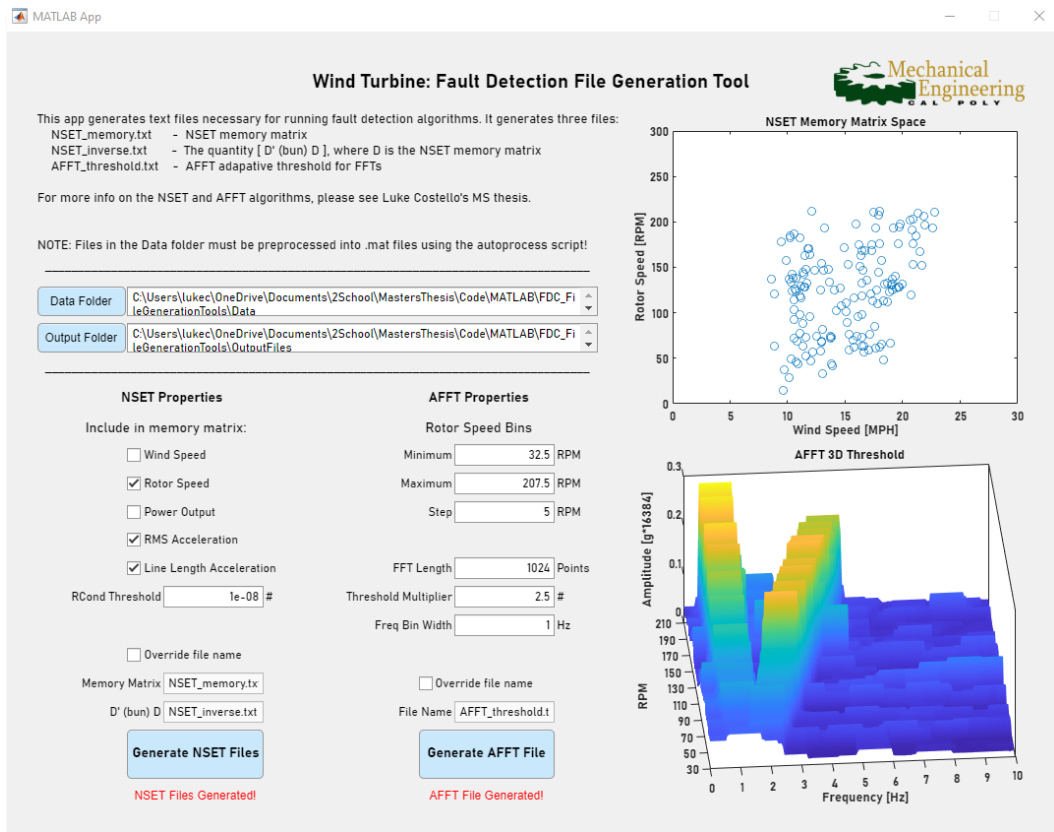 MATLAB App
Wind Turbine: Fault Detection File Generation Tool
Mechanical
Engineering
CAL POLY
This app generates text files necessary for running fault detection algorithms. It generates three files:
NSET_memory.txt - NSET memory matrix
NSET_inverse.txt - The quantity [ D' (bun) D ], where D is the NSET memory matrix
AFFT_threshold.txt - AFFT adapative threshold for FFTs
For more info on the NSET and AFFT algorithms, please see Luke Costello's MS thesis.
NOTE: Files in the Data folder must be preprocessed into .mat files using the autoprocess script!
Data Folder
C:\Users\lukec\OneDrive\Documents\2School\MastersThesis\Code\MATLAB\FDC_Fi
leGenerationTools\Data
Output Folder
C:\Users\lukec\OneDrive\Documents\2School\MastersThesis\Code\MATLAB\FDC_Fi
leGenerationTools\OutputFiles
NSET Properties
Include in memory matrix:
Wind Speed
Rotor Speed
Power Output
RMS Acceleration
Line Length Acceleration
RCond Threshold 1e-08 #
Override file name
Memory Matrix NSET_memory.tx
D' (bun) D NSET_inverse.txt
Generate NSET Files
NSET Files Generated!
AFFT Properties
Rotor Speed Bins
Minimum 32.5 RPM
Maximum 207.5 RPM
Step 5 RPM
FFT Length 1024 Points
Threshold Multiplier 2.5 #
Freq Bin Width 1 Hz
Override file name
File Name AFFT_threshold.t
Generate AFFT File
AFFT File Generated!
NSET Memory Matrix Space
Rotor Speed [RPM]
300
250
200
150
100
50
0
0 5 10 15 20 25 30
Wind Speed [MPH]
AFFT 3D Threshold
Amplitude [g*16384]
0.3
0.2
0.1
0
RPM
210
190
170
150
130
110
90
70
50
30
0 1 2 3 4 5 6 7 8 9 10
Frequency [Hz]